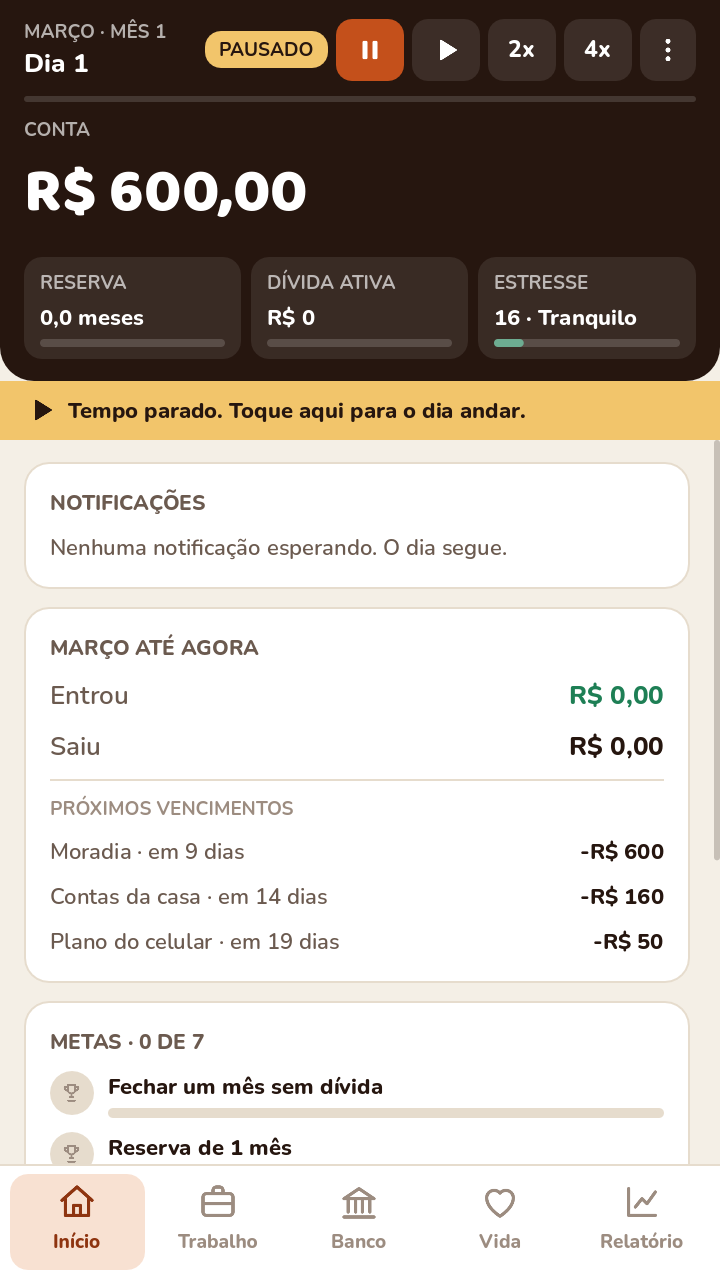 MARÇO · MÊS 1
Dia 1
PAUSADO
2x
4x
CONTA
R$ 600,00
RESERVA
0,0 meses
DÍVIDA ATIVA
R$ 0
ESTRESSE
16 · Tranquilo
Tempo parado. Toque aqui para o dia andar.
NOTIFICAÇÕES
Nenhuma notificação esperando. O dia segue.
MARÇO ATÉ AGORA
Entrou R$ 0,00
Saiu R$ 0,00
PRÓXIMOS VENCIMENTOS
Moradia · em 9 dias -R$ 600
Contas da casa · em 14 dias -R$ 160
Plano do celular · em 19 dias -R$ 50
METAS · 0 DE 7
Fechar um mês sem dívida
Reserva de 1 mês
Início
Trabalho
Banco
Vida
Relatório